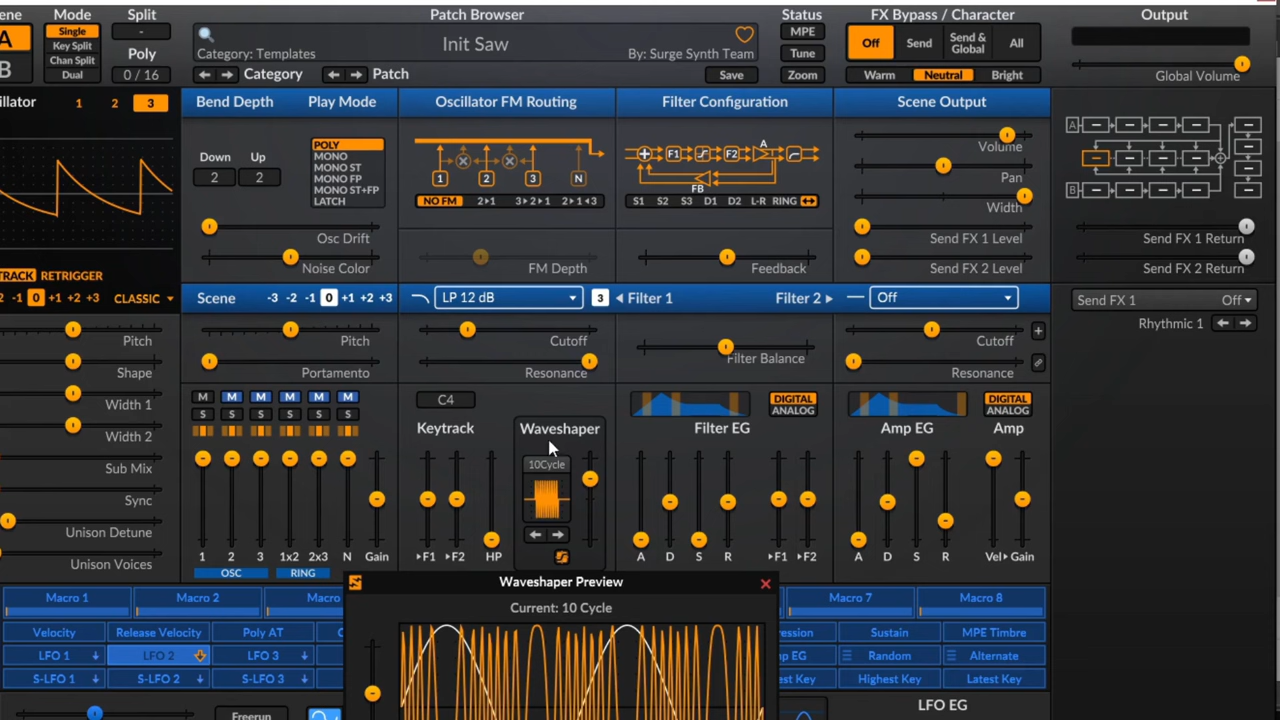 ene
Mode
Split
Patch Browser
Status
FX Bypass / Character
Output
A
B
Single
Key Split
Chan Split
Dual
-
Poly
0 / 16
Init Saw
Category: Templates
By: Surge Synth Team
Category
Patch
Save
MPE
Tune
Zoom
Off
Send
Send &
Global
All
Warm
Neutral
Bright
Global Volume
illator
1
2
3
Bend Depth
Play Mode
Oscillator FM Routing
Filter Configuration
Scene Output
Down
Up
2
2
POLY
MONO
MONO ST
MONO FP
MONO ST+FP
LATCH
1
2
3
N
NO FM
2>1
3>2>1
2>1<3
F1
F2
A
FB
S1
S2
S3
D1
D2
L-R
RING
Volume
Pan
Width
A
B
Osc Drift
Noise Color
FM Depth
Feedback
Send FX 1 Level
Send FX 2 Level
Send FX 1 Return
Send FX 2 Return
TRACK
RETRIGGER
-2
-1
0
+1
+2
+3
CLASSIC
Scene
-3
-2
-1
0
+1
+2
+3
LP 12 dB
3
Filter 1
Filter 2
Off
Send FX 1
Off
Rhythmic 1
Pitch
Shape
Width 1
Width 2
Sub Mix
Sync
Unison Detune
Unison Voices
Pitch
Portamento
Cutoff
Resonance
Filter Balance
Cutoff
Resonance
M
M
M
M
M
M
S
S
S
S
S
S
1
2
3
1x2
2x3
N
Gain
OSC
RING
C4
Keytrack
>F1
>F2
HP
Waveshaper
10Cycle
DIGITAL
ANALOG
Filter EG
A
D
S
R
>F1
>F2
DIGITAL
ANALOG
Amp EG
Amp
A
D
S
R
Vel>Gain
Waveshaper Preview
Current: 10 Cycle
Macro 1
Macro 2
Macro
Macro 7
Macro 8
Velocity
Release Velocity
Poly AT
ression
Sustain
MPE Timbre
LFO 1
LFO 2
LFO 3
p EG
Random
Alternate
S-LFO 1
S-LFO 2
S-LFO 3
est Key
Highest Key
Latest Key
Freerun
LFO EG